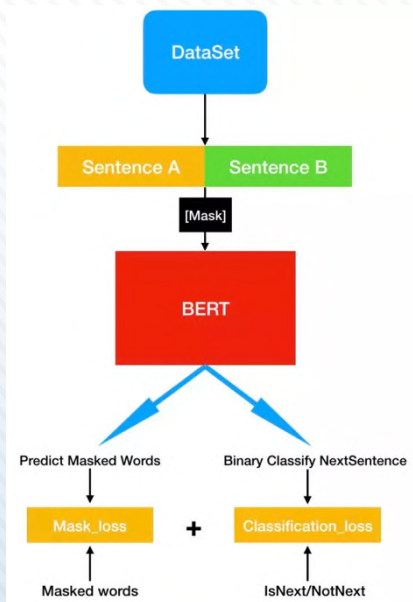 DataSet
Sentence A Sentence B
[Mask]
BERT
Predict Masked Words Binary Classify NextSentence
Mask_loss + Classification_loss
Masked words IsNext/NotNext